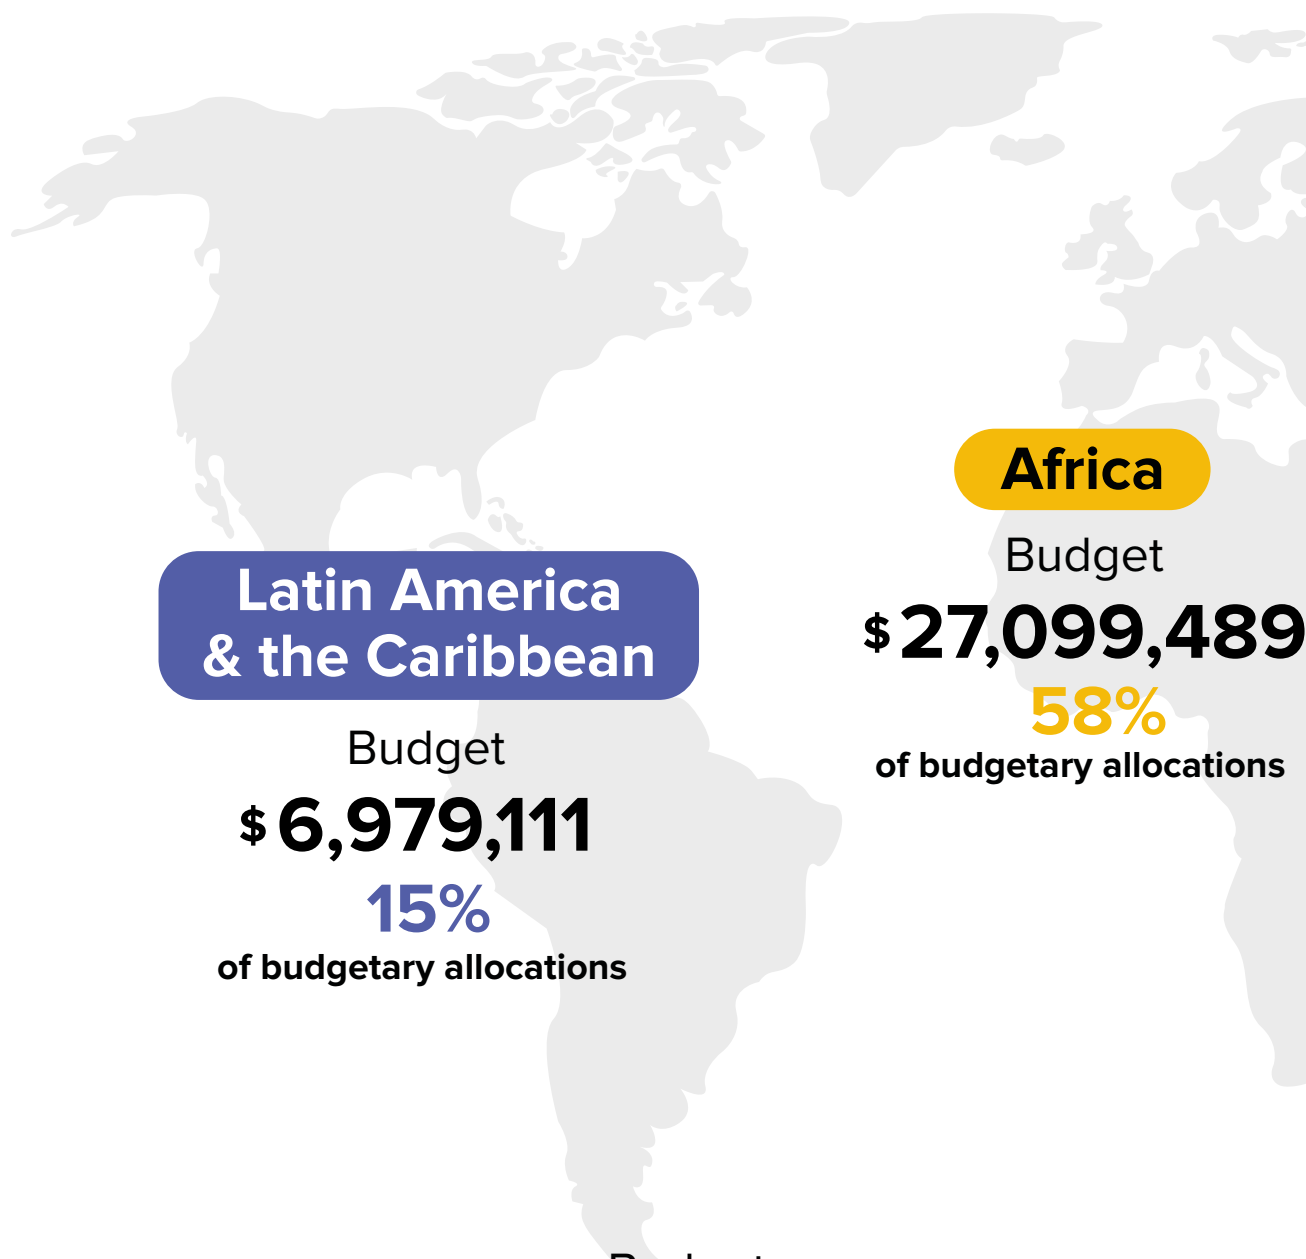 Africa
Budget
$27,099,489
58%
of budgetary allocations
Latin America
& the Caribbean
Budget
$6,979,111
15%
of budgetary allocations
Budget